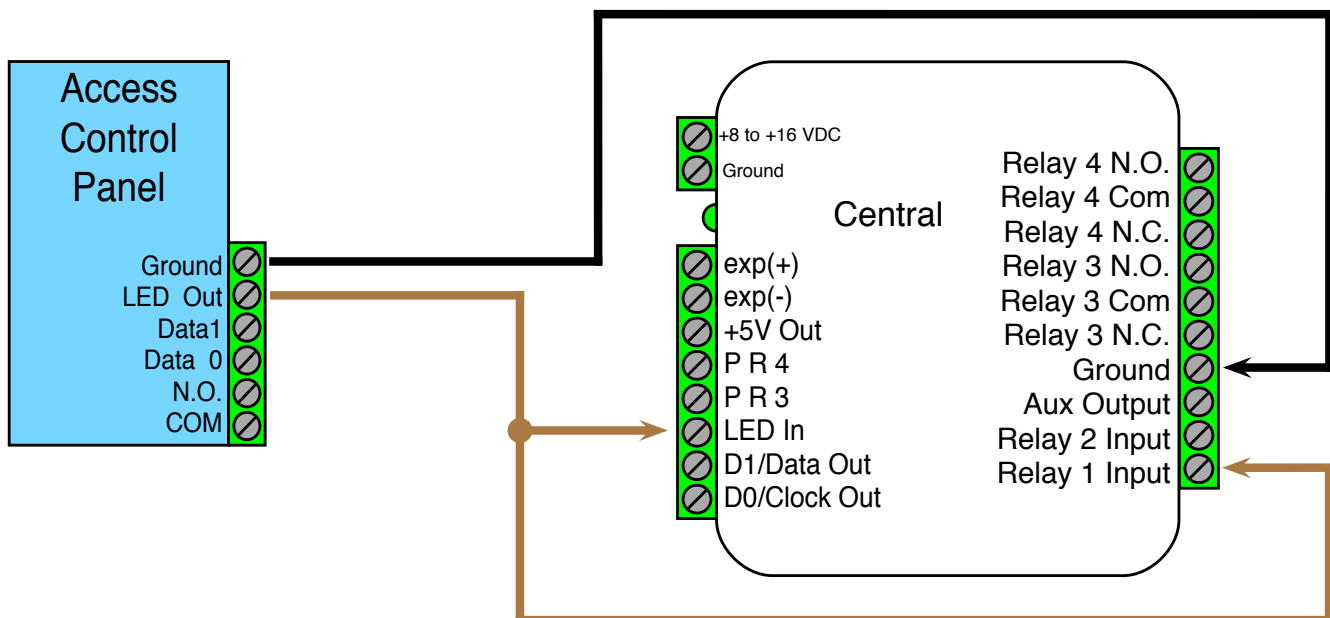 Access
Control
Panel
Ground
LED Out
Data1
Data 0
N.O.
COM
+8 to +16 VDC
Ground
Central
exp(+)
exp(-)
+5V Out
P R 4
P R 3
LED In
D1/Data Out
D0/Clock Out
Relay 4 N.O.
Relay 4 Com
Relay 4 N.C.
Relay 3 N.O.
Relay 3 Com
Relay 3 N.C.
Ground
Aux Output
Relay 2 Input
Relay 1 Input